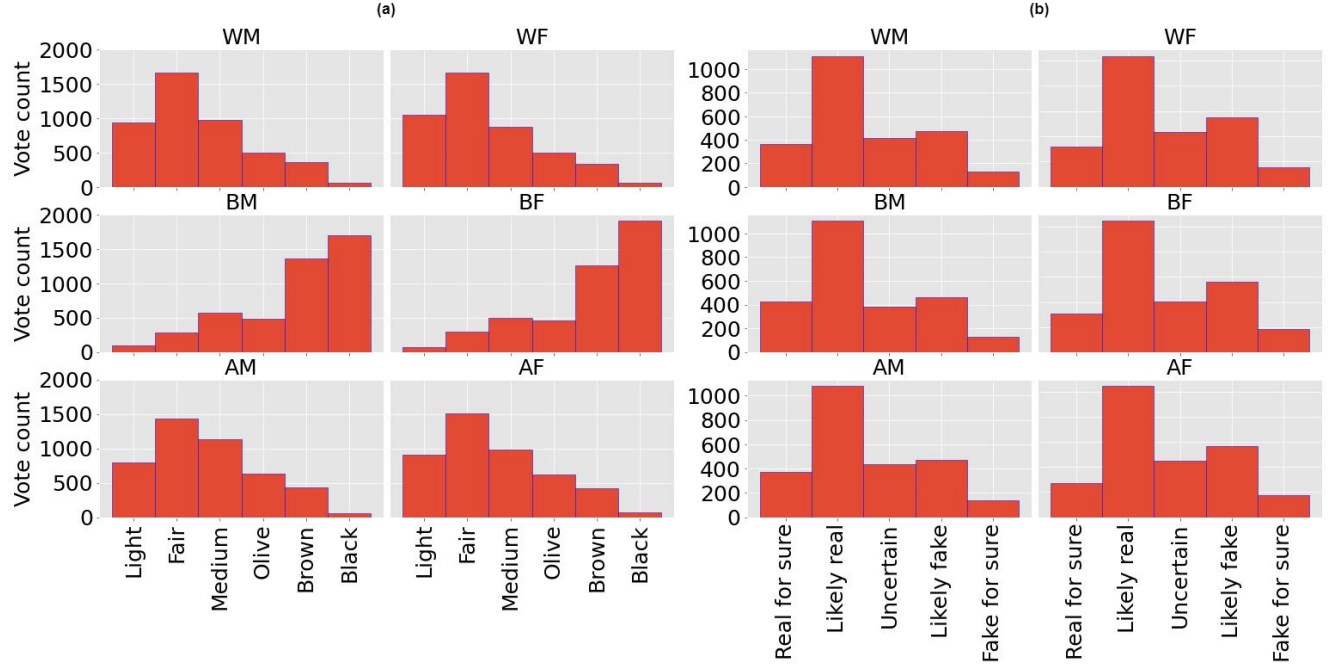 (a)
(b)
WM
WF
WM
WF
Vote count
2000
1500
1000
500
0
1000
800
600
400
200
0
BM
BF
BM
BF
Vote count
2000
1500
1000
500
0
1000
800
600
400
200
0
AM
AF
AM
AF
Vote count
2000
1500
1000
500
0
1000
800
600
400
200
0
Light
Fair
Medium
Olive
Brown
Black
Light
Fair
Medium
Olive
Brown
Black
Real for sure
Likely real
Uncertain
Likely fake
Fake for sure
Real for sure
Likely real
Uncertain
Likely fake
Fake for sure